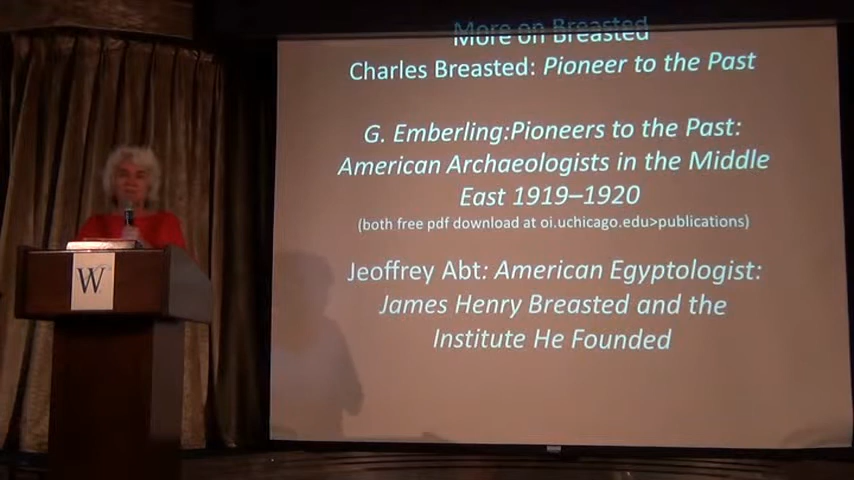 More on Breasted
Charles Breasted: Pioneer to the Past
G. Emberling:Pioneers to the Past:
American Archaeologists in the Middle
East 1919–1920
(both free pdf download at oi.uchicago.edu>publications)
Jeoffrey Abt: American Egyptologist:
James Henry Breasted and the
Institute He Founded
W